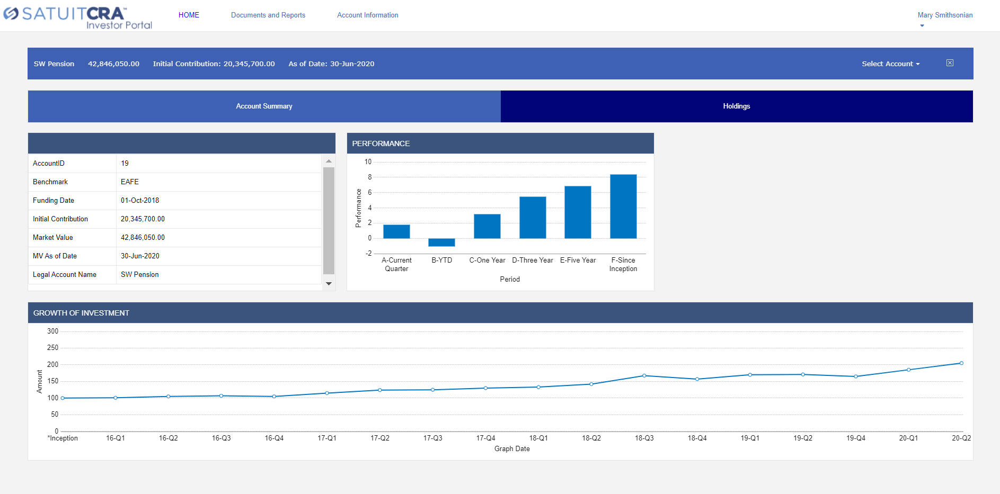 SATUITCRA™
Investor Portal
HOME
Documents and Reports
Account Information
Mary Smithsonian
SW Pension 42,846,050.00 Initial Contribution: 20,345,700.00 As of Date: 30-Jun-2020
Select Account
Account Summary
Holdings
AccountID 19
Benchmark EAFE
Funding Date 01-Oct-2018
Initial Contribution 20,345,700.00
Market Value 42,846,050.00
MV As of Date 30-Jun-2020
Legal Account Name SW Pension
PERFORMANCE
Performance
10
8
6
4
2
0
-2
A-Current Quarter
B-YTD
C-One Year
D-Three Year
E-Five Year
F-Since Inception
Period
GROWTH OF INVESTMENT
Amount
300
250
200
150
100
50
0
*Inception 16-Q1 16-Q2 16-Q3 16-Q4 17-Q1 17-Q2 17-Q3 17-Q4 18-Q1 18-Q2 18-Q3 18-Q4 19-Q1 19-Q2 19-Q4 20-Q1 20-Q2
Graph Date